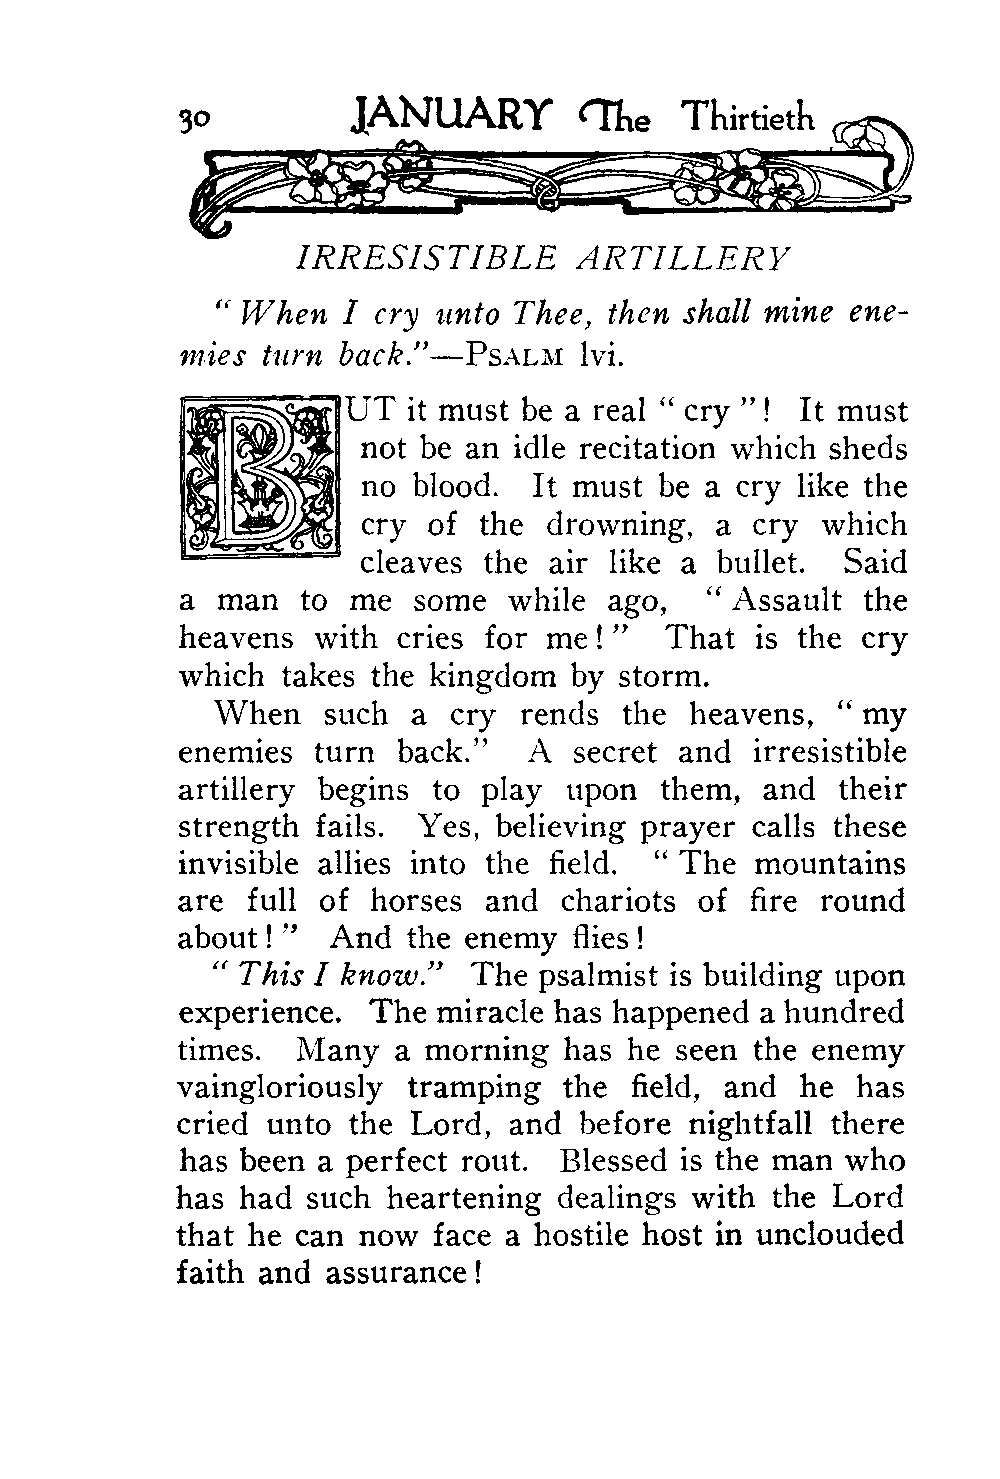 30 JANUARY The Thirtieth
IRRESISTIBLE ARTILLERY
“ When I cry unto Thee, then shall mine ene-
mies turn back.”—PSALM lvi.
BUT it must be a real “ cry ”! It must
not be an idle recitation which sheds
no blood. It must be a cry like the
cry of the drowning, a cry which
cleaves the air like a bullet. Said
a man to me some while ago, “ Assault the
heavens with cries for me! ” That is the cry
which takes the kingdom by storm.
When such a cry rends the heavens, “ my
enemies turn back.” A secret and irresistible
artillery begins to play upon them, and their
strength fails. Yes, believing prayer calls these
invisible allies into the field. “ The mountains
are full of horses and chariots of fire round
about! ” And the enemy flies!
“ This I know.” The psalmist is building upon
experience. The miracle has happened a hundred
times. Many a morning has he seen the enemy
vaingloriously tramping the field, and he has
cried unto the Lord, and before nightfall there
has been a perfect rout. Blessed is the man who
has had such heartening dealings with the Lord
that he can now face a hostile host in unclouded
faith and assurance!